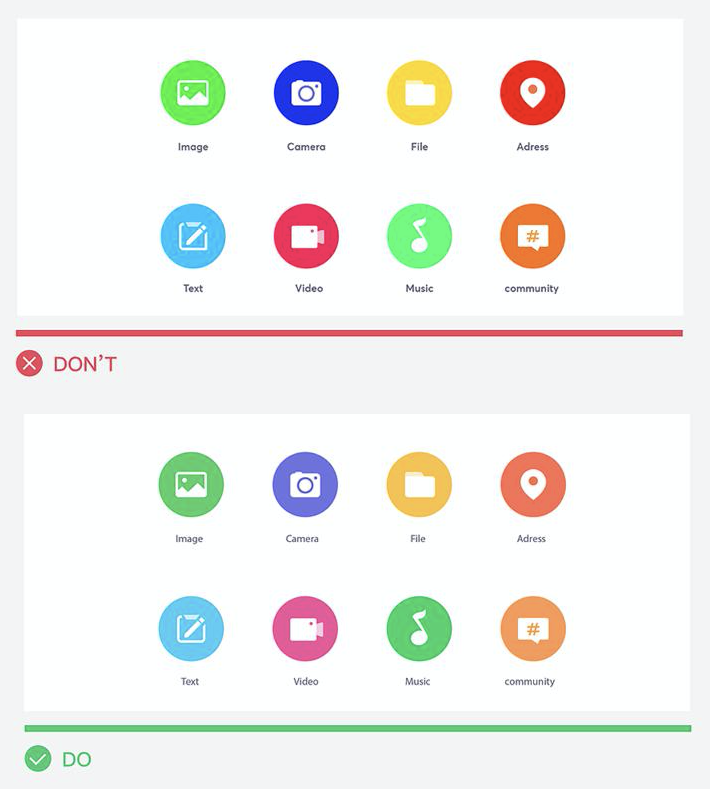 Image Camera File Adress
#
Text Video Music community
DON'T
Image Camera File Adress
#
Text Video Music community
DO